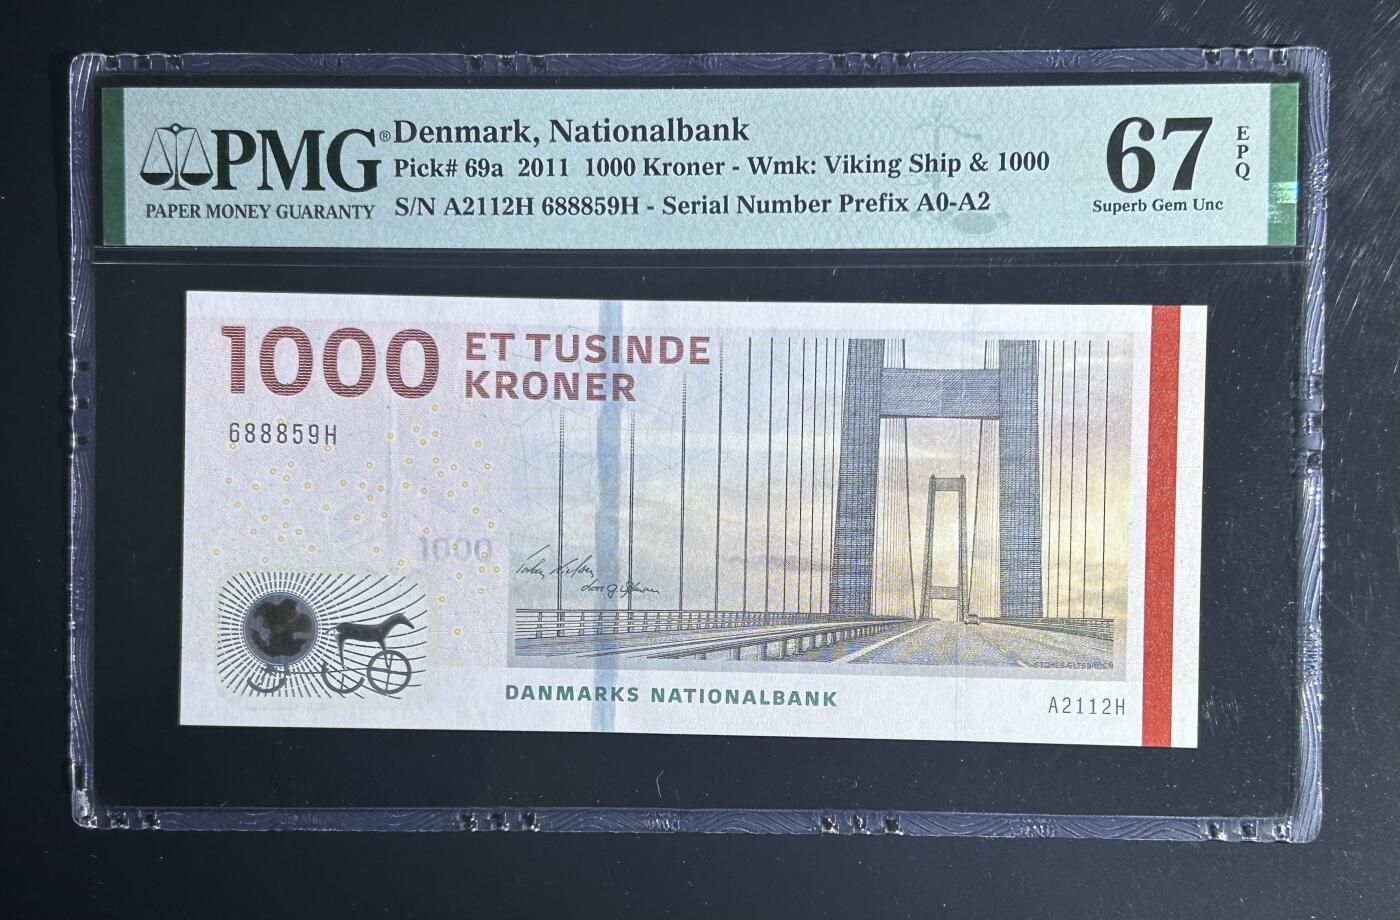 PMG®
PAPER MONEY GUARANTY
Denmark, Nationalbank
Pick# 69a 2011 1000 Kroner - Wmk: Viking Ship & 1000
S/N A2112H 688859H - Serial Number Prefix A0-A2
67
EPQ
Superb Gem Unc
1000
ET TUSINDE
KRONER
688859H
1000
STOREBÆLTSBROEN
DANMARKS NATIONALBANK
A2112H